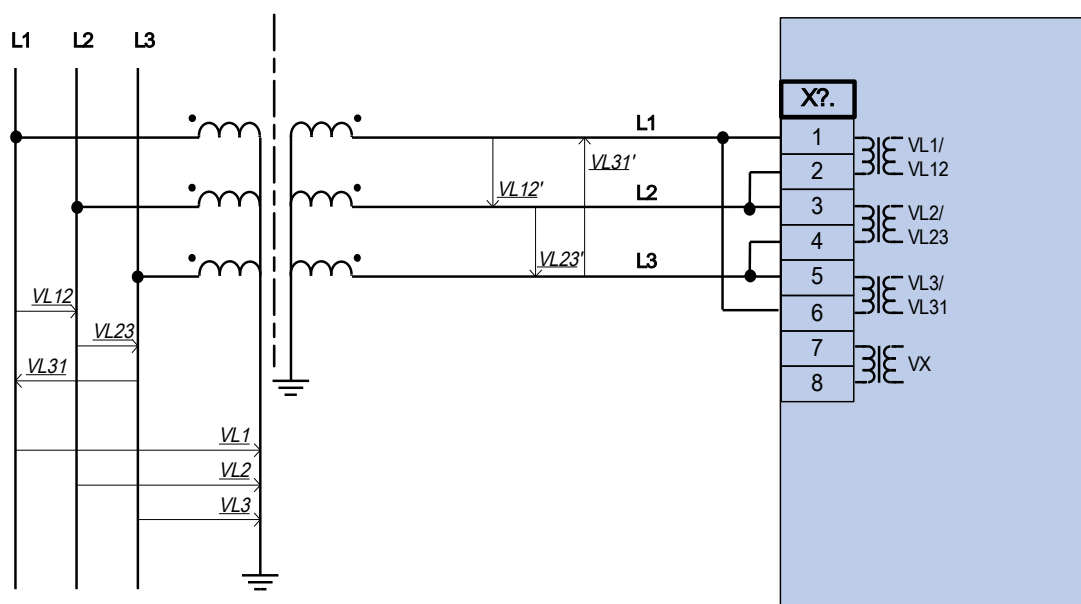 L1 L2 L3
X?.
L1
1
VL1/
VL12
2
VL31'
VL12'
L2
3
VL2/
VL23
4
VL23'
L3
5
VL3/
VL31
6
VL12
VL23
7
VX
VL31
8
VL1
VL2
VL3